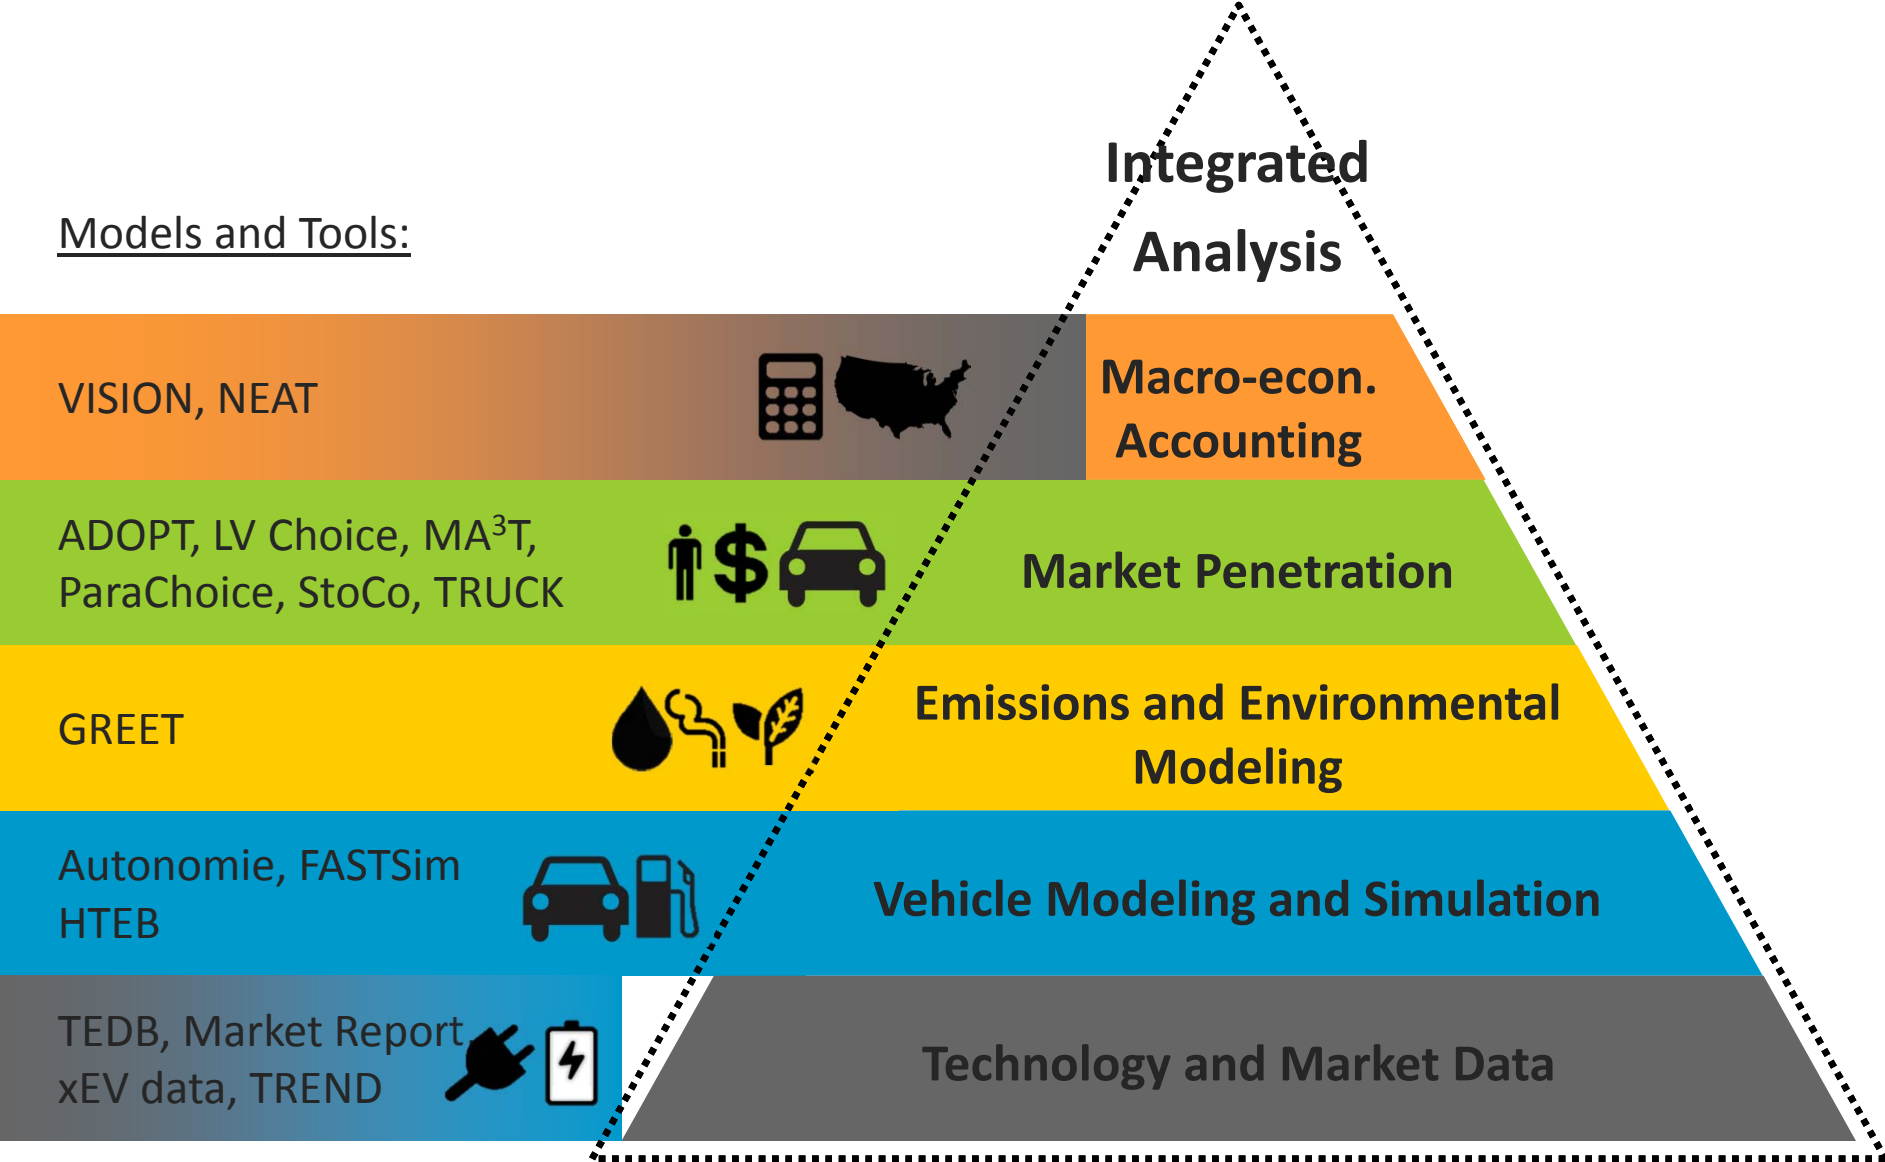 Integrated
Analysis
Models and Tools:
VISION, NEAT
Macro-econ.
Accounting
ADOPT, LV Choice, MA³T,
ParaChoice, StoCo, TRUCK
Market Penetration
GREET
Emissions and Environmental
Modeling
Autonomie, FASTSim
HTEB
Vehicle Modeling and Simulation
TEDB, Market Report,
xEV data, TREND
Technology and Market Data